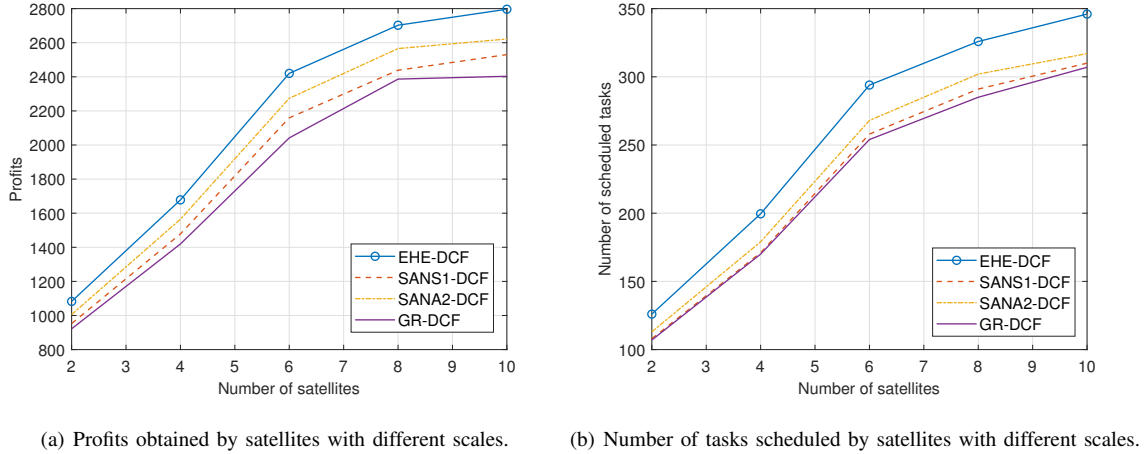 2800
2600
2400
2200
2000
1800
1600
1400
1200
1000
800
Profits
2 3 4 5 6 7 8 9 10
Number of satellites
EHE-DCF
SANS1-DCF
SANA2-DCF
GR-DCF
(a) Profits obtained by satellites with different scales.
350
300
250
200
150
100
Number of scheduled tasks
2 3 4 5 6 7 8 9 10
Number of satellites
EHE-DCF
SANS1-DCF
SANA2-DCF
GR-DCF
(b) Number of tasks scheduled by satellites with different scales.